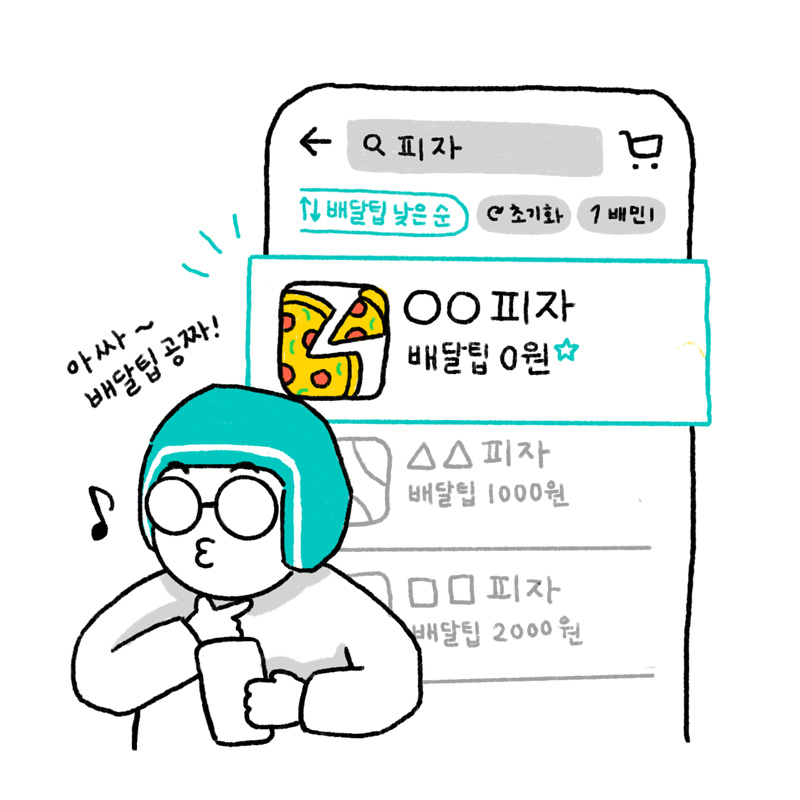 피자
배달팁 낮은 순 초기화 1 배민1
○○ 피자
배달팁 0원
아싸~
배달팁 공짜!
△△ 피자
배달팁 1000원
□□ 피자
배달팁 2000원